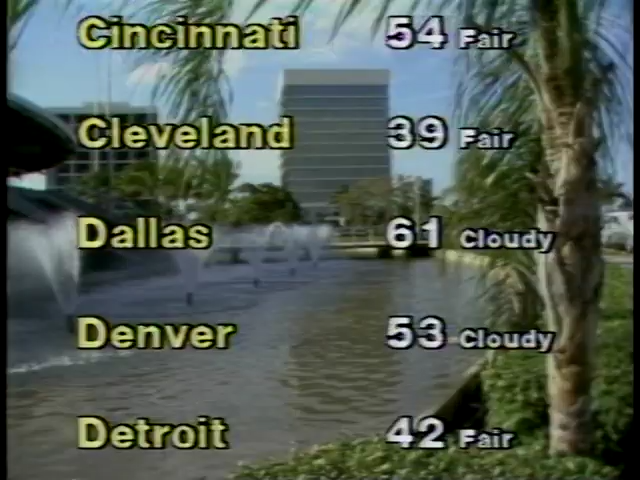 Cincinnati 54 Fair
Cleveland 39 Fair
Dallas 61 Cloudy
Denver 53 Cloudy
Detroit 42 Fair